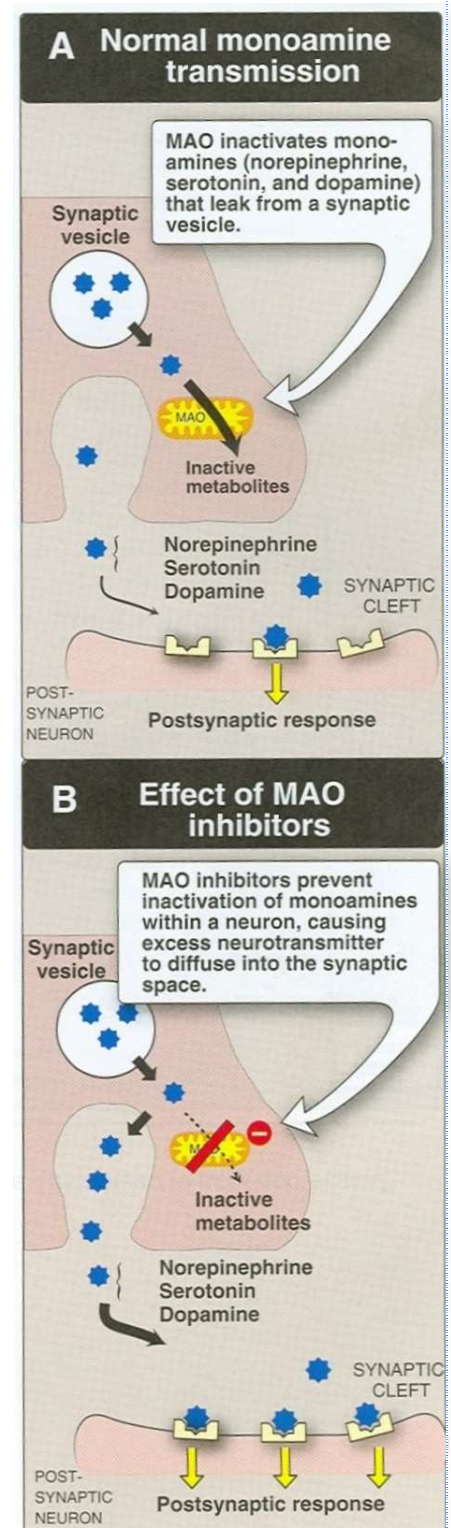 A Normal monoamine
transmission
MAO inactivates mono-
amines (norepinephrine,
serotonin, and dopamine)
that leak from a synaptic
vesicle.
Synaptic
vesicle
MAO
Inactive
metabolites
Norepinephrine
Serotonin
Dopamine
SYNAPTIC
CLEFT
POST-
SYNAPTIC
NEURON
Postsynaptic response
B Effect of MAO
inhibitors
MAO inhibitors prevent
inactivation of monoamines
within a neuron, causing
excess neurotransmitter
to diffuse into the synaptic
space.
Synaptic
vesicle
MAO
Inactive
metabolites
Norepinephrine
Serotonin
Dopamine
SYNAPTIC
CLEFT
POST-
SYNAPTIC
NEURON
Postsynaptic response